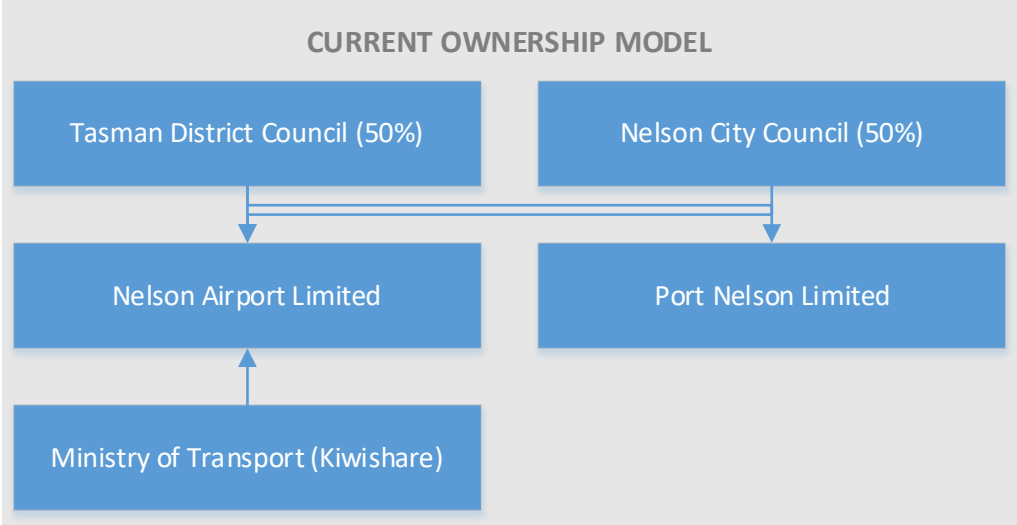 CURRENT OWNERSHIP MODEL
Tasman District Council (50%)
Nelson City Council (50%)
Nelson Airport Limited
Port Nelson Limited
Ministry of Transport (Kiwishare)